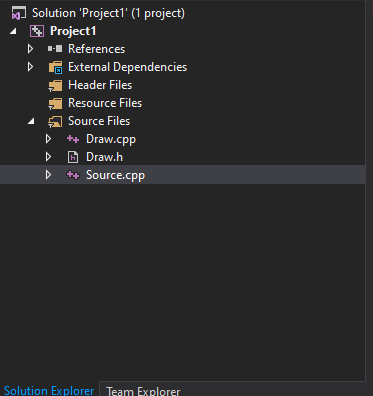 Solution 'Project1' (1 project)
Project1
References
External Dependencies
Header Files
Resource Files
Source Files
Draw.cpp
Draw.h
Source.cpp
Solution Explorer Team Explorer